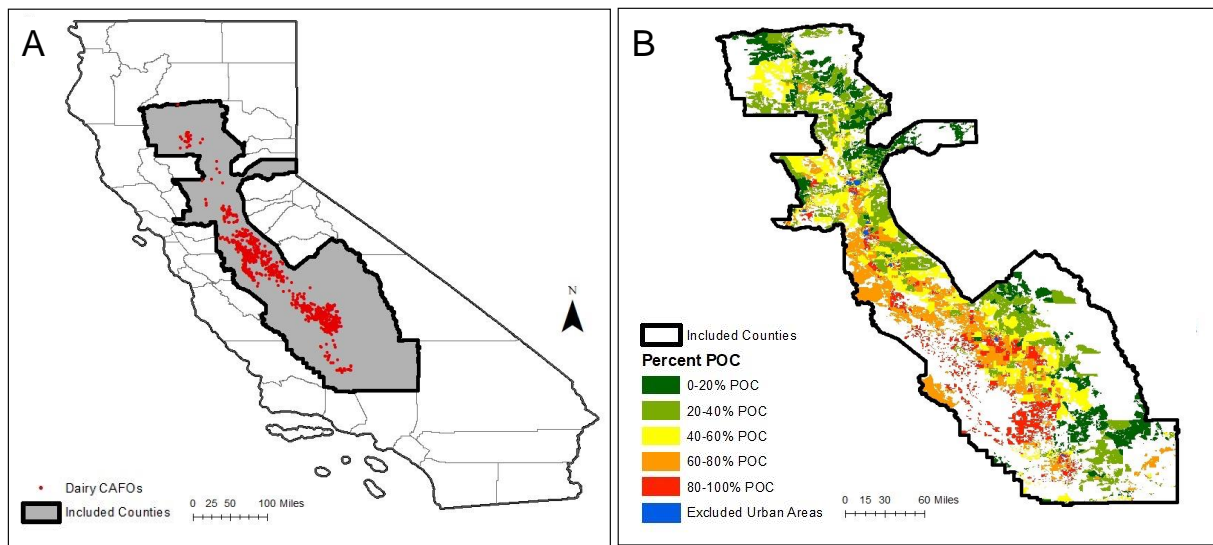 A
N
Dairy CAFOs
Included Counties
0 25 50 100 Miles
B
Included Counties
Percent POC
0-20% POC
20-40% POC
40-60% POC
60-80% POC
80-100% POC
Excluded Urban Areas
0 15 30 60 Miles